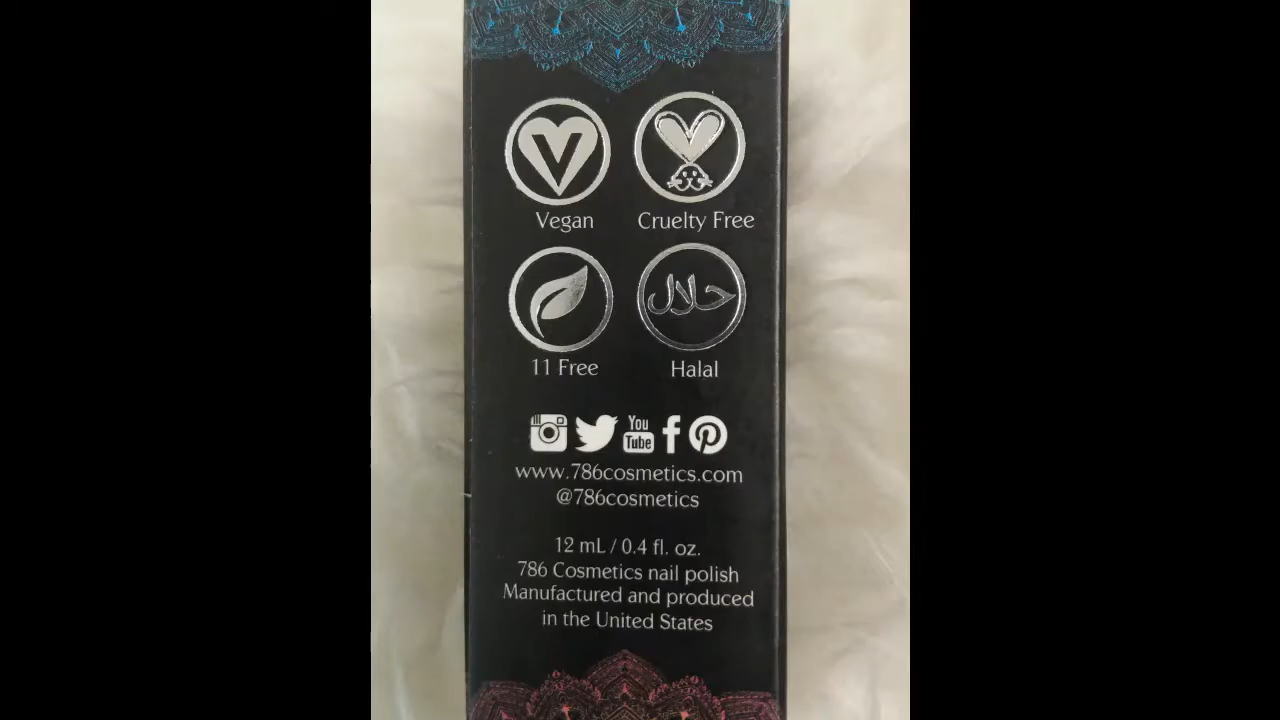 Vegan
Cruelty Free
11 Free
حلال
Halal
You
Tube
www.786cosmetics.com
@786cosmetics
12 mL / 0.4 fl. oz.
786 Cosmetics nail polish
Manufactured and produced
in the United States